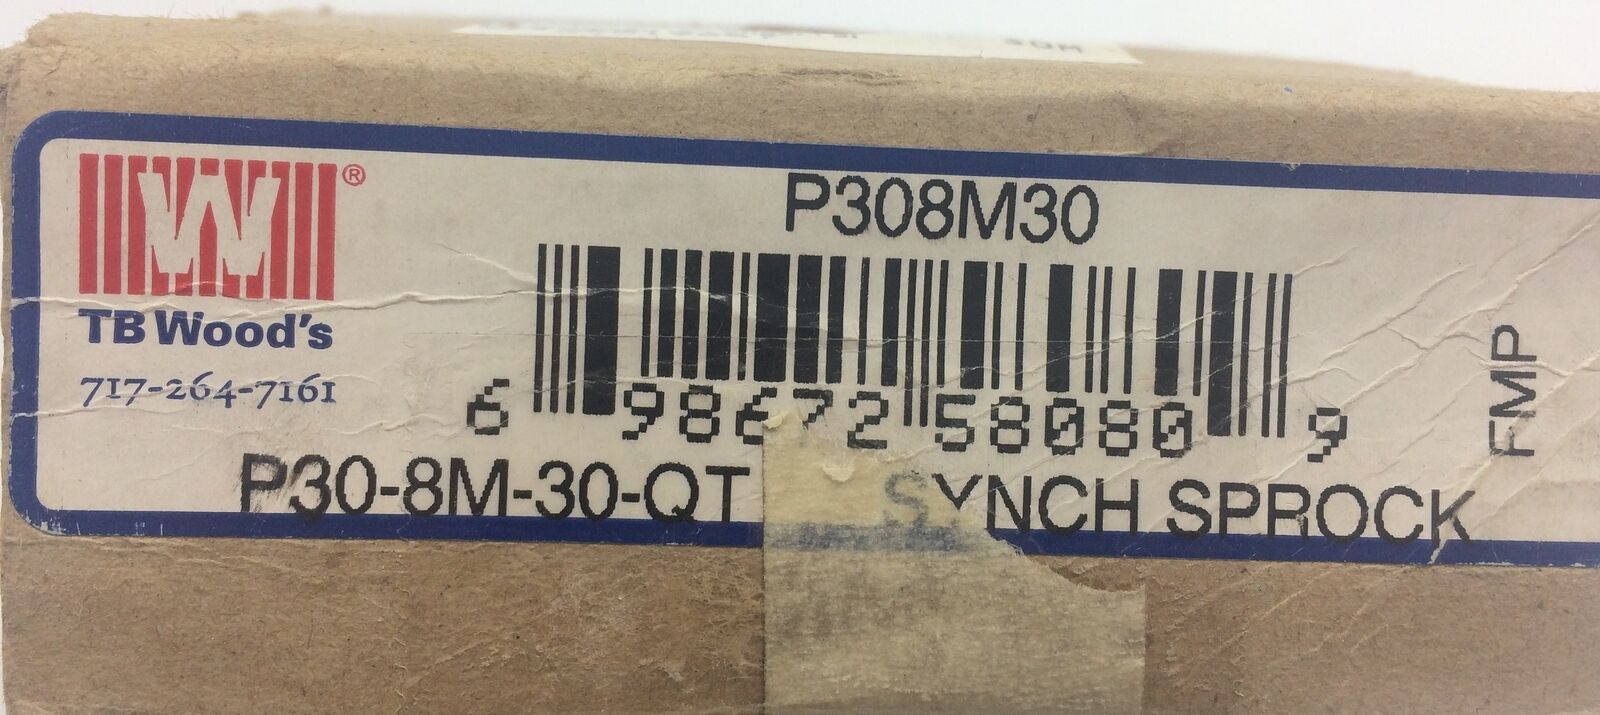 P308M30
®
TB Wood's
717-264-7161
6 98672 58080 9
FMP
P30-8M-30-QT SYNCH SPROCK